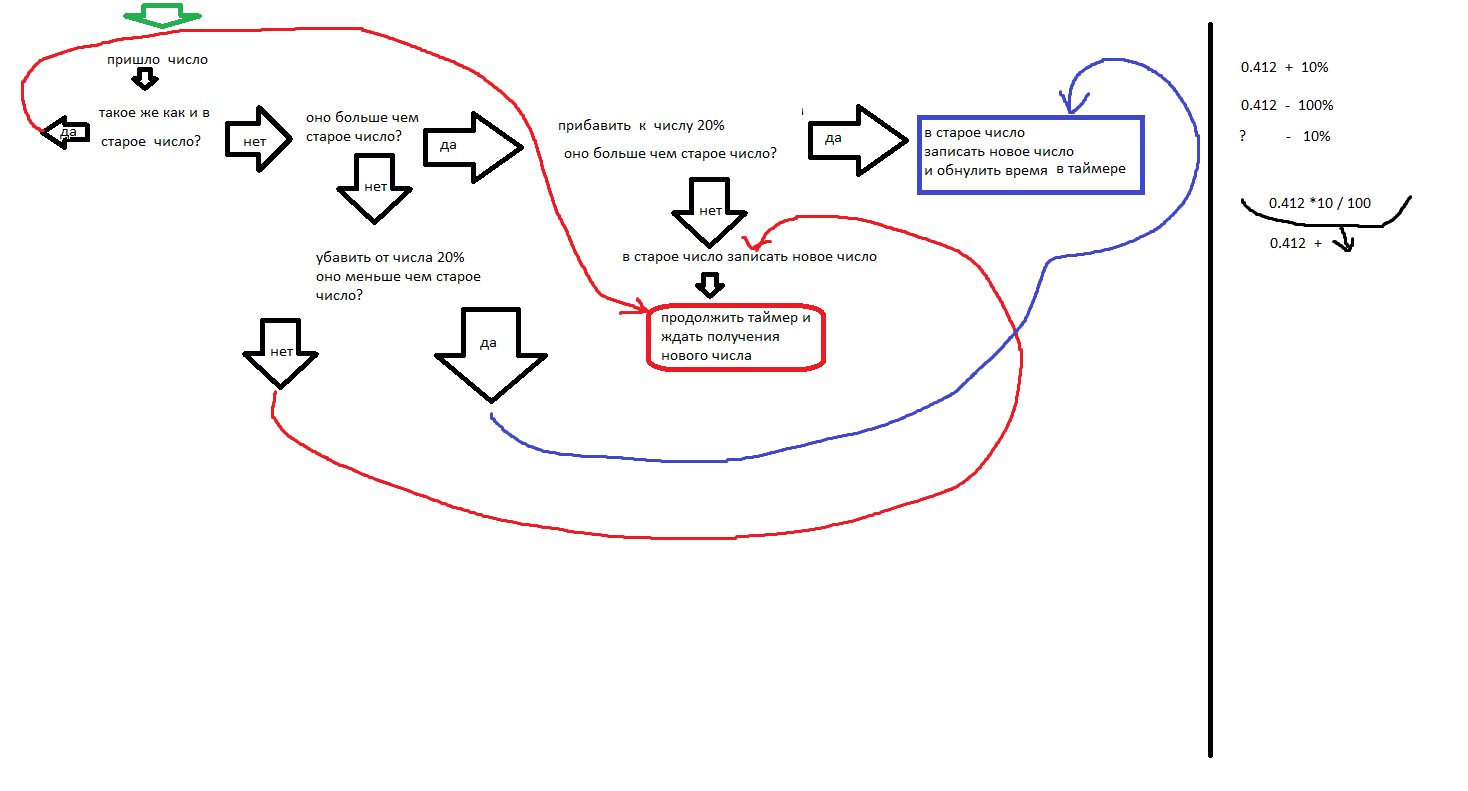 пришло число
такое же как и в
старое число?
да
нет
оно больше чем
старое число?
да
нет
прибавить к числу 20%
оно больше чем старое число?
да
нет
в старое число
записать новое число
и обнулить время в таймере
убавить от числа 20%
оно меньше чем старое
число?
нет
да
в старое число записать новое число
продолжить таймер и
ждать получения
нового числа
0.412 + 10%
0.412 - 100%
? - 10%
0.412 *10 / 100
0.412 +